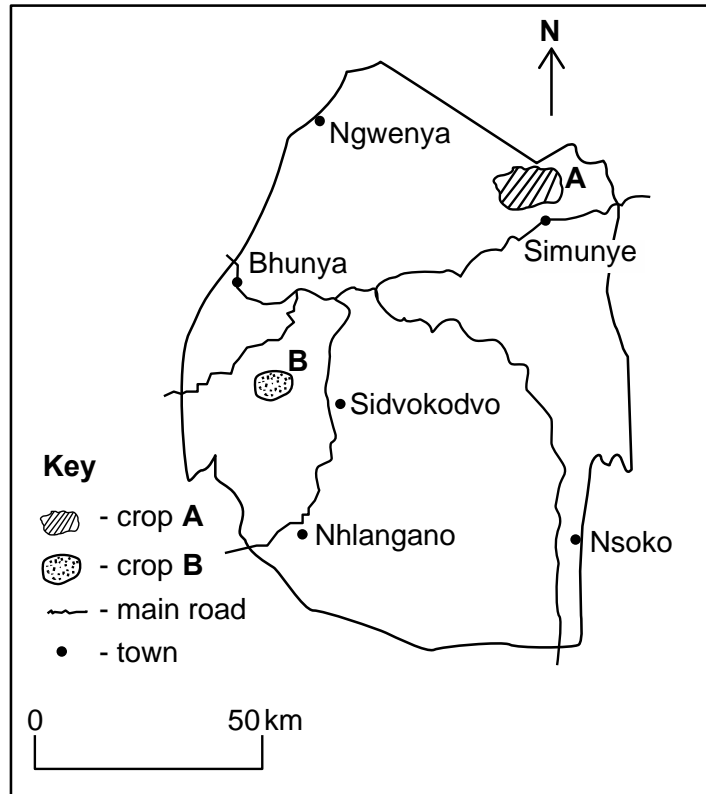 N
Ngwenya
A
Simunye
Bhunya
B
Sidvokodvo
Key
- crop A
- crop B
- main road
- town
Nhlangano
Nsoko
0 50 km